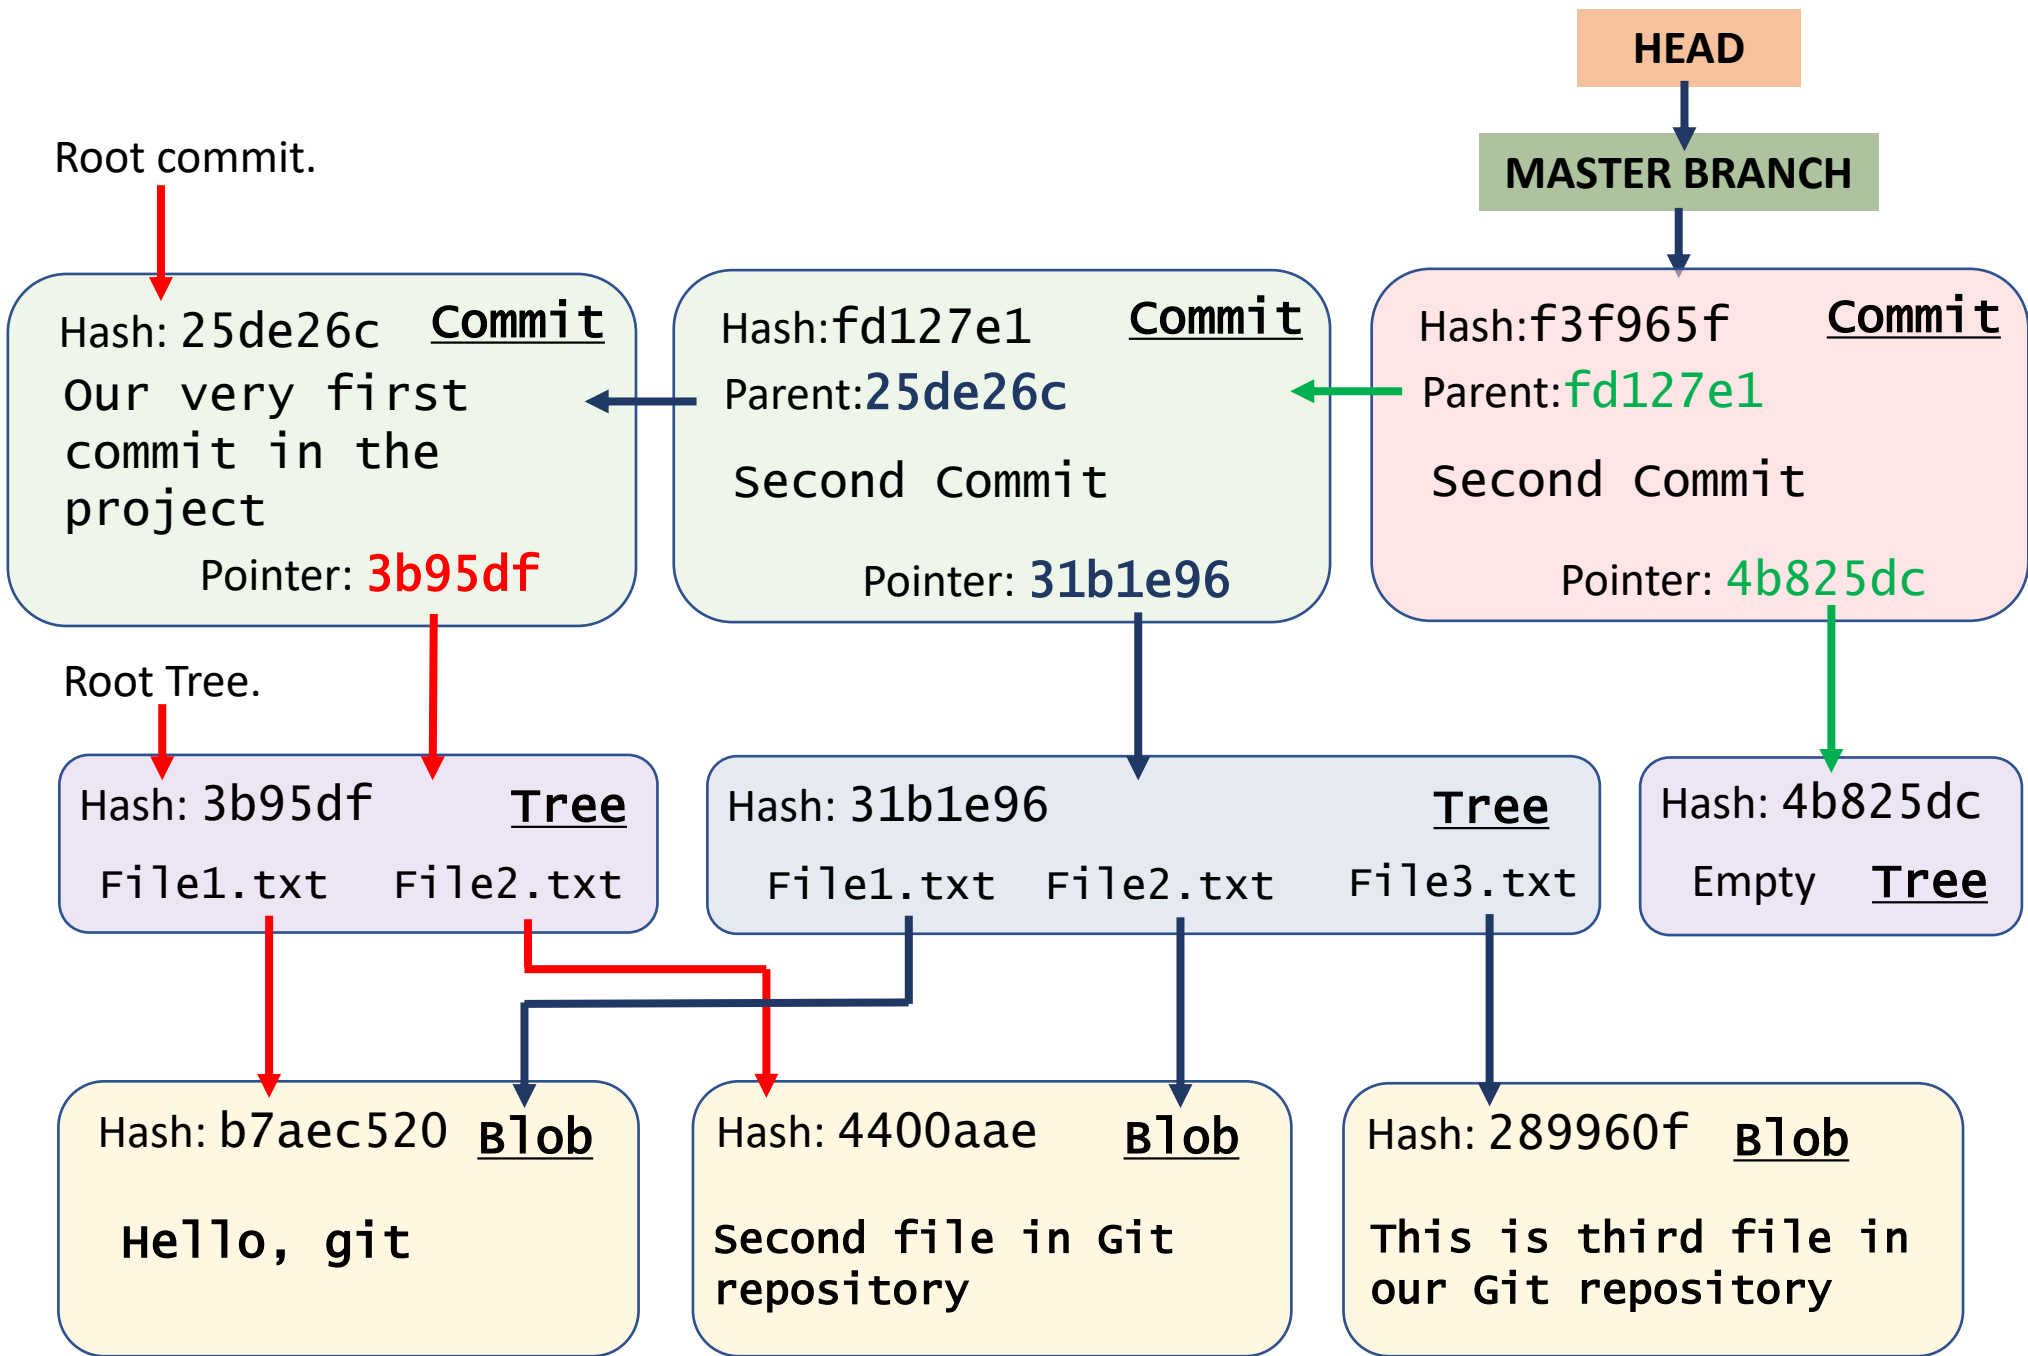 HEAD
MASTER BRANCH
Root commit.
Hash: 25de26c Commit
Our very first
commit in the
project
Pointer: 3b95df
Hash:fd127e1 Commit
Parent:25de26c
Second Commit
Pointer: 31b1e96
Hash:f3f965f Commit
Parent:fd127e1
Second Commit
Pointer: 4b825dc
Root Tree.
Hash: 3b95df Tree
File1.txt File2.txt
Hash: 31b1e96 Tree
File1.txt File2.txt File3.txt
Hash: 4b825dc
Empty Tree
Hash: b7aec520 Blob
Hello, git
Hash: 4400aae Blob
Second file in Git
repository
Hash: 289960f Blob
This is third file in
our Git repository